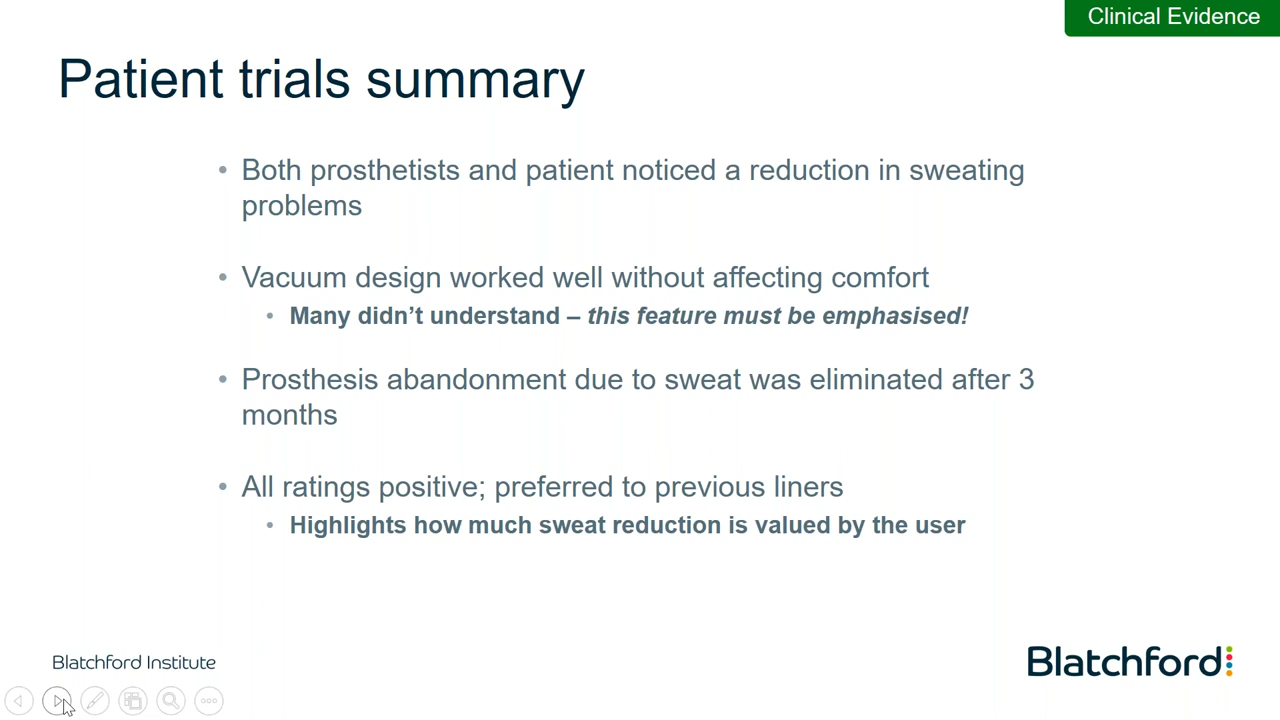 Clinical Evidence
Patient trials summary
• Both prosthetists and patient noticed a reduction in sweating
problems
• Vacuum design worked well without affecting comfort
• Many didn’t understand – this feature must be emphasised!
• Prosthesis abandonment due to sweat was eliminated after 3
months
• All ratings positive; preferred to previous liners
• Highlights how much sweat reduction is valued by the user
Blatchford Institute
Blatchford